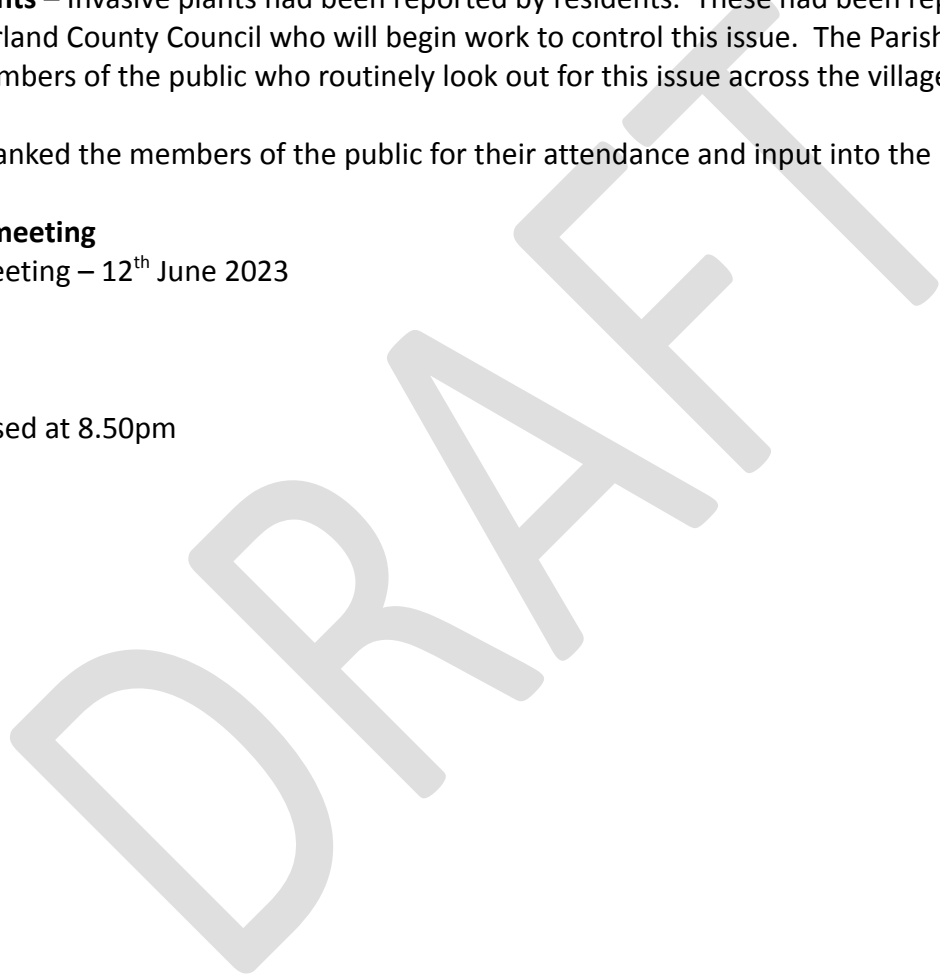 nts – Invasive plants had been reported by residents. These had been rep
rland County Council who will begin work to control this issue. The Parish
mbers of the public who routinely look out for this issue across the village
anked the members of the public for their attendance and input into the
meeting
eeting – 12th June 2023
sed at 8.50pm
DRAFT